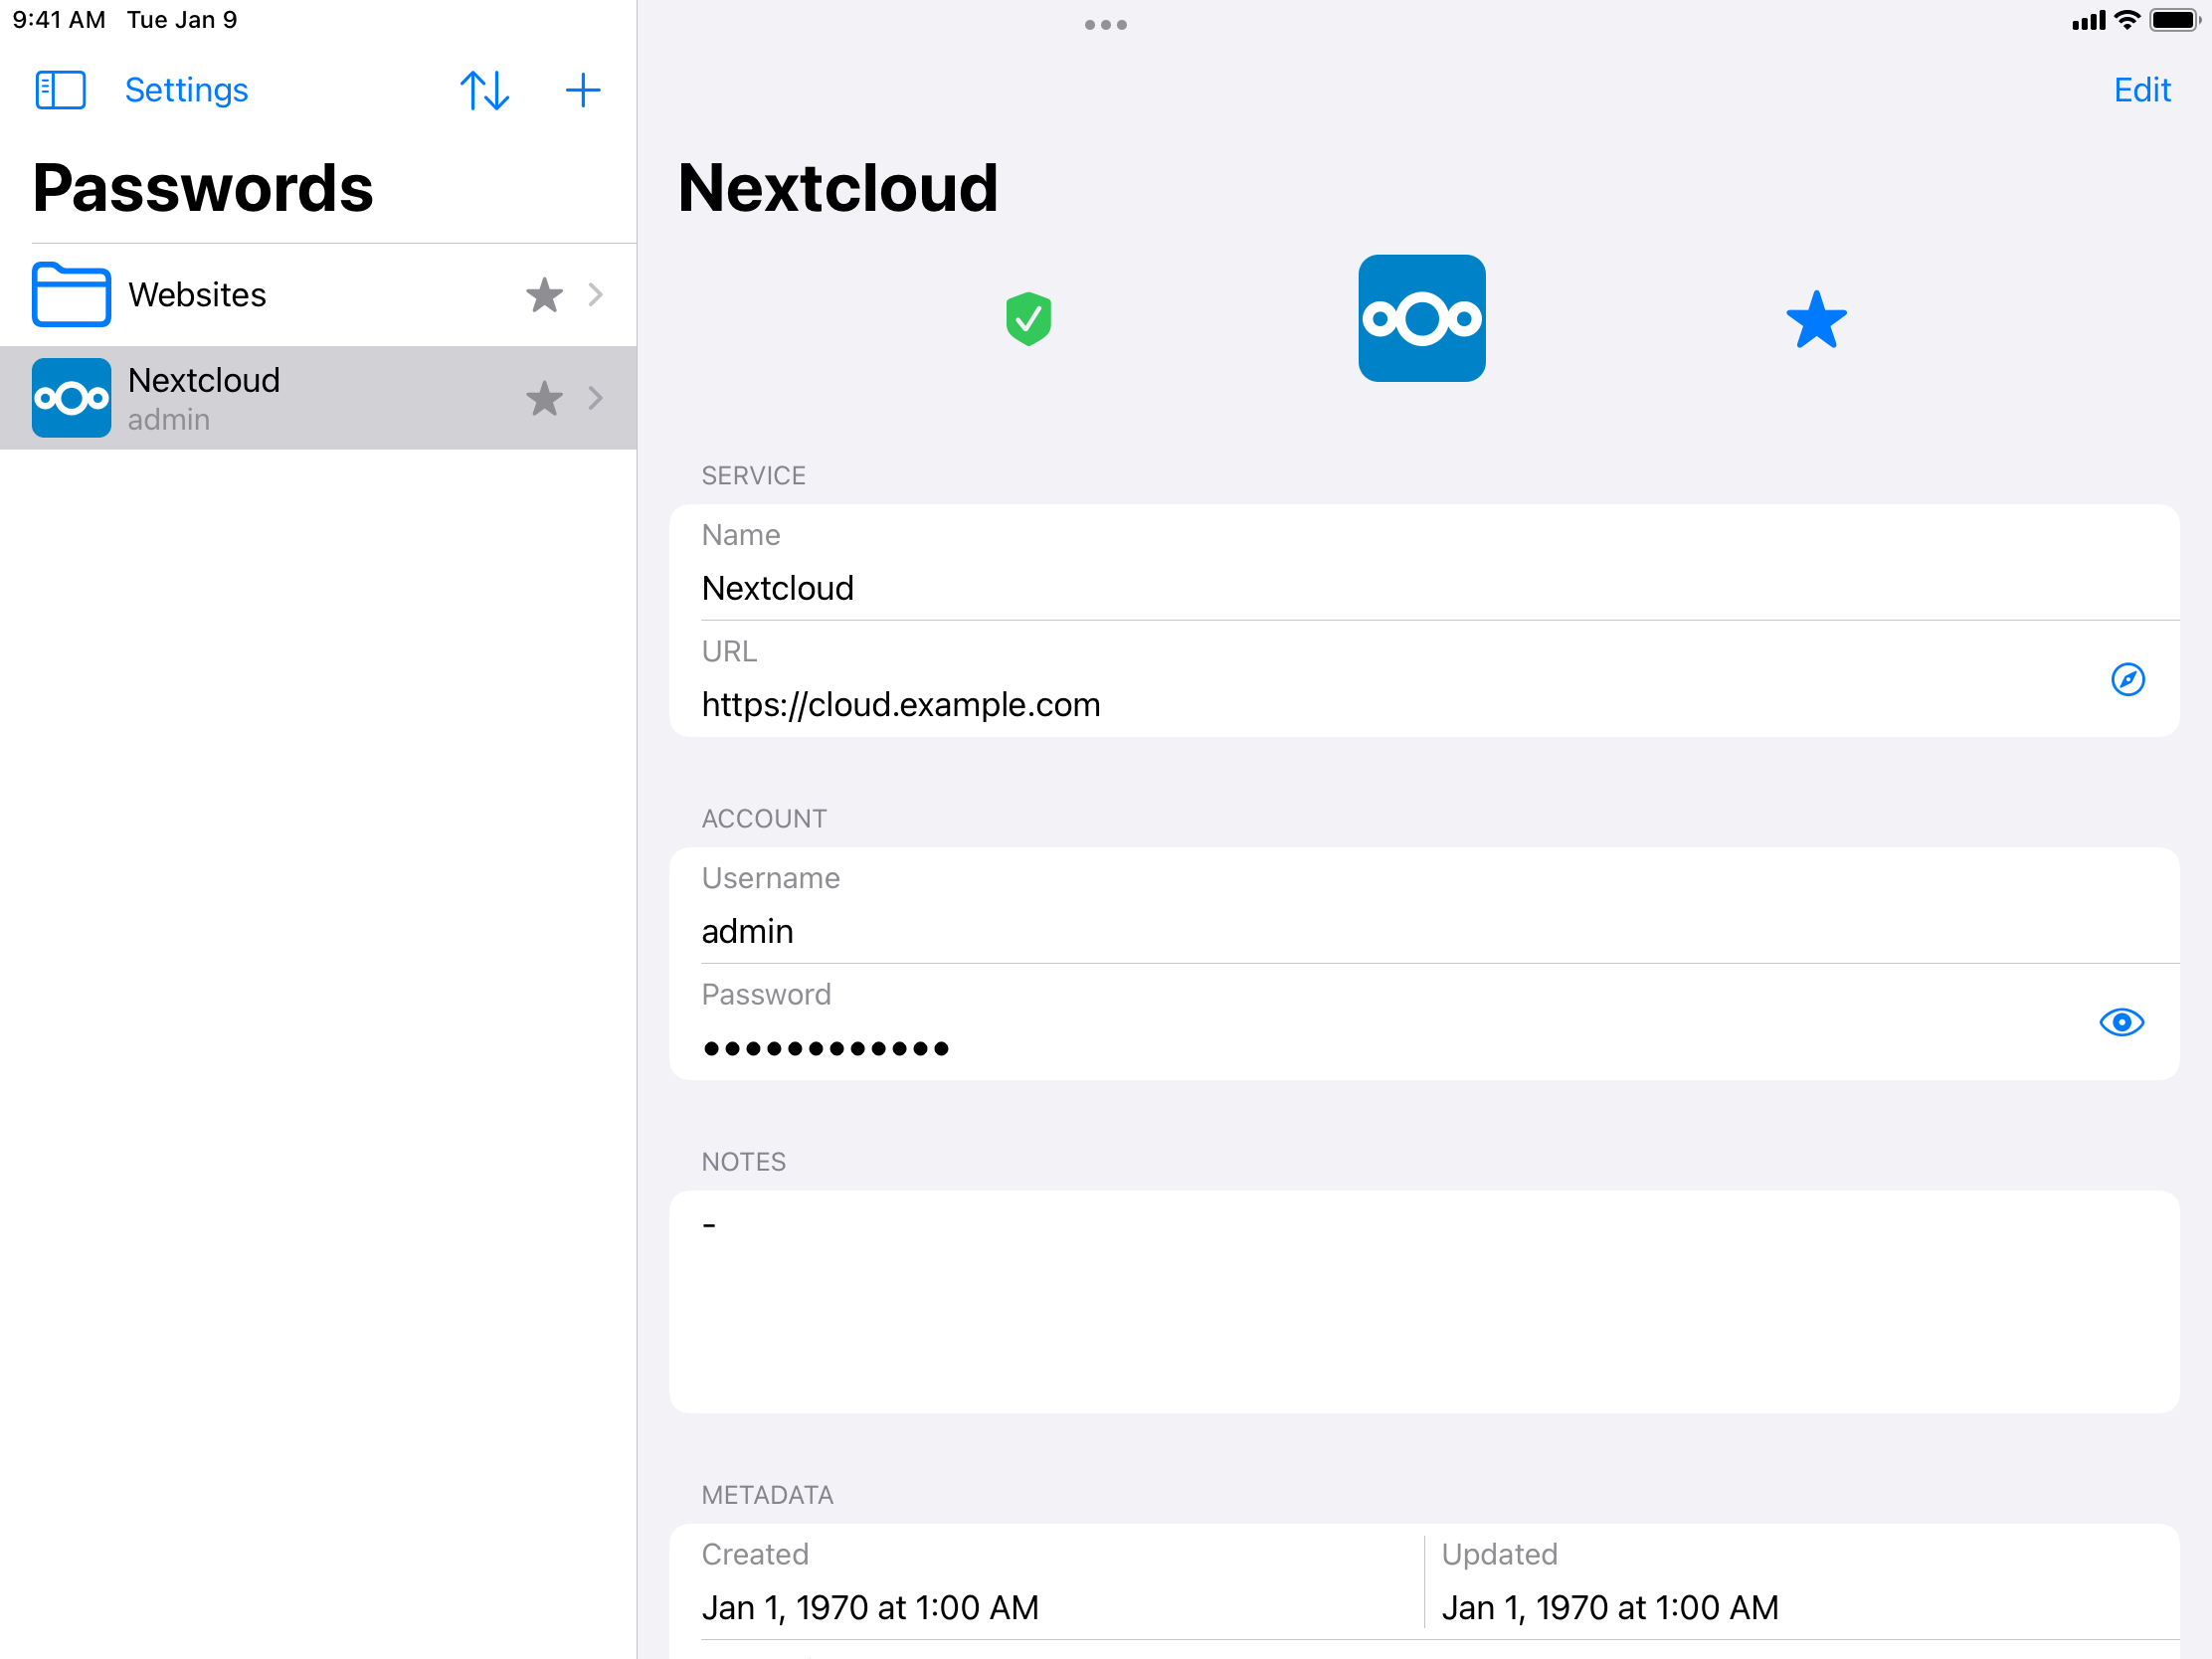 9:41 AM Tue Jan 9
Settings
Edit
Passwords
Websites
Nextcloud
admin
Nextcloud
SERVICE
Name
Nextcloud
URL
https://cloud.example.com
ACCOUNT
Username
admin
Password
••••••••••••
NOTES
-
METADATA
Created
Jan 1, 1970 at 1:00 AM
Updated
Jan 1, 1970 at 1:00 AM